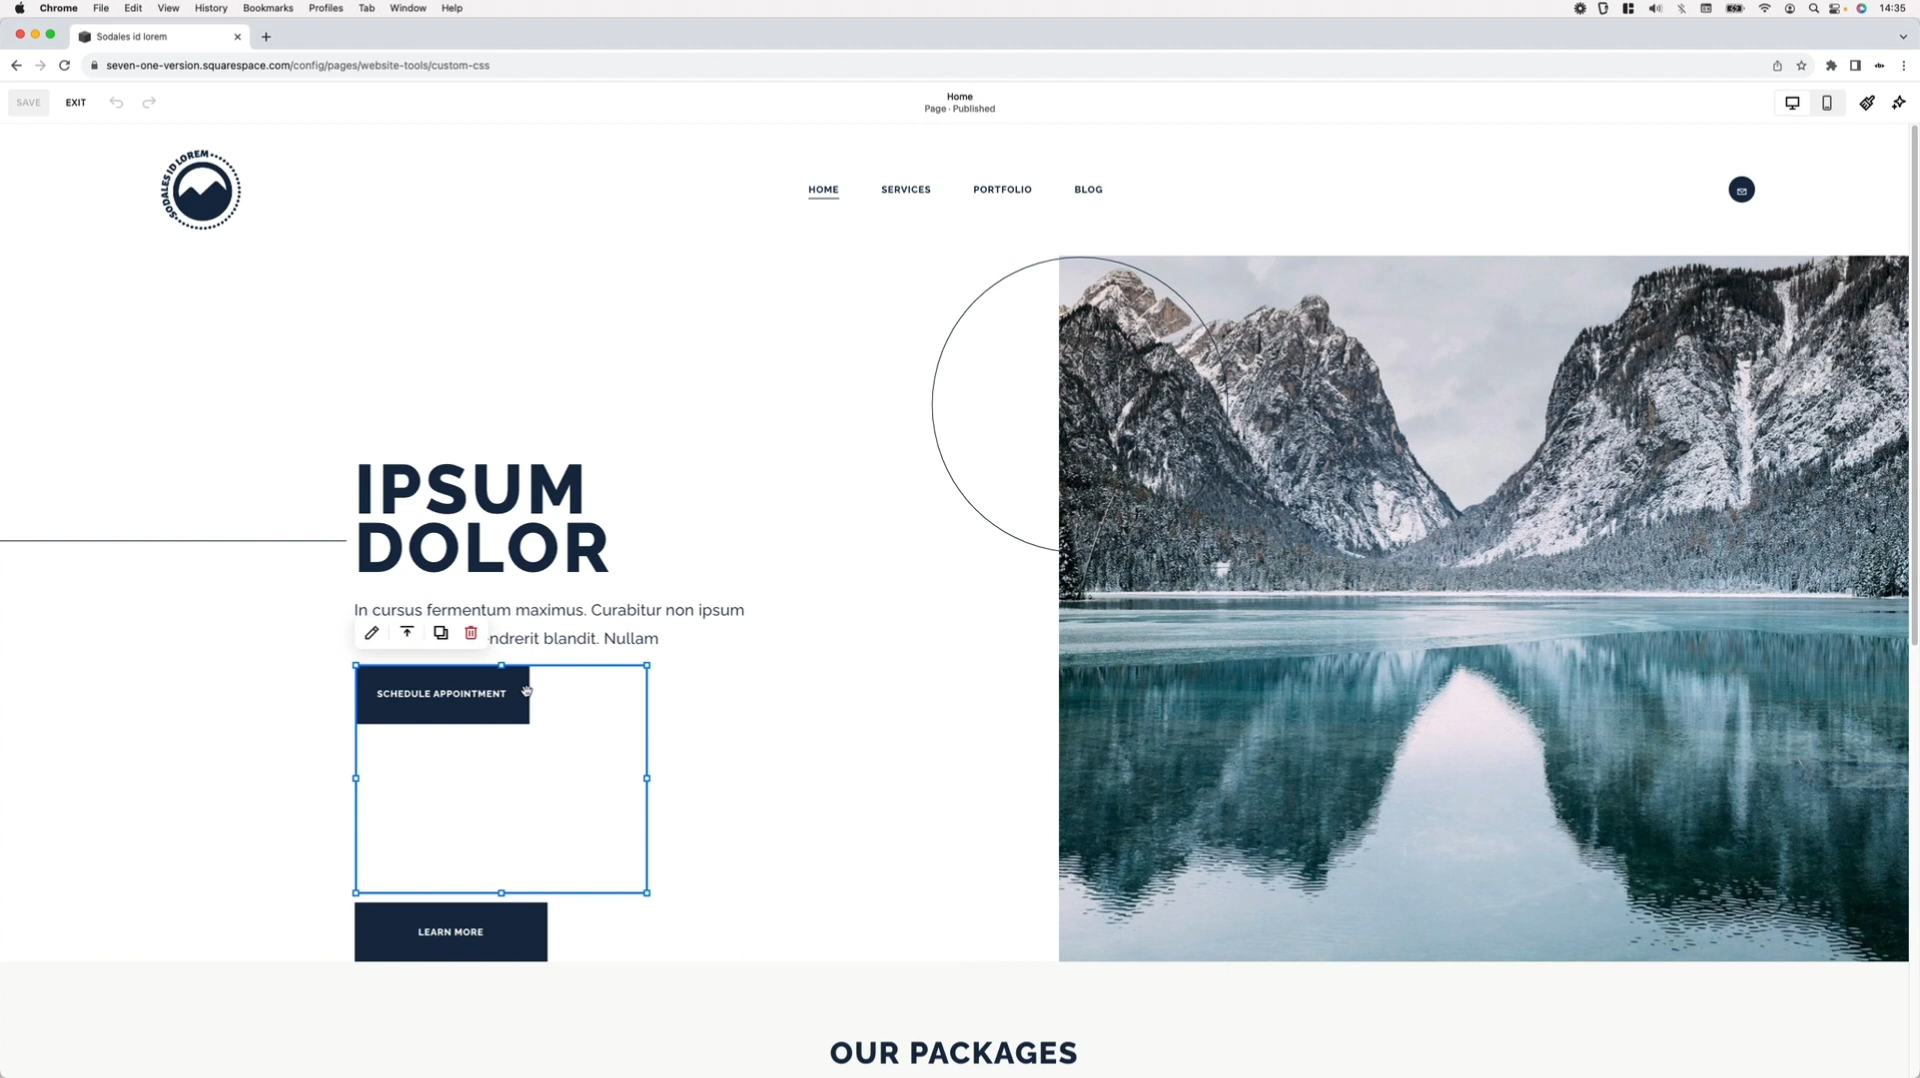 Chrome File Edit View History Bookmarks Profiles Tab Window Help 14:35
Sodales id lorem
seven-one-version.squarespace.com/config/pages/website-tools/custom-css
SAVE EXIT
Home
Page · Published
SODALES ID LOREM
HOME SERVICES PORTFOLIO BLOG
IPSUM
DOLOR
In cursus fermentum maximus. Curabitur non ipsum
ndrerit blandit. Nullam
SCHEDULE APPOINTMENT
LEARN MORE
OUR PACKAGES